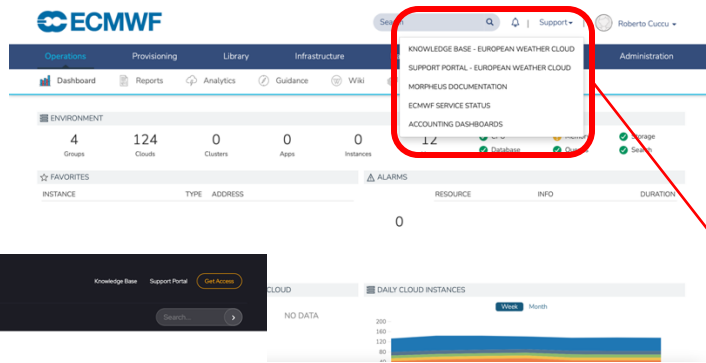 ECMWF
Search
Support
Roberto Cuccu
Operations Provisioning Library Infrastructure Administration
KNOWLEDGE BASE - EUROPEAN WEATHER CLOUD
SUPPORT PORTAL - EUROPEAN WEATHER CLOUD
MORPHEUS DOCUMENTATION
ECMWF SERVICE STATUS
ACCOUNTING DASHBOARDS
Dashboard Reports Analytics Guidance Wiki
ENVIRONMENT
4 124 0 0 0 12
Storage
Groups Clouds Clusters Apps Instances
Database Search
FAVORITES
ALARMS
INSTANCE TYPE ADDRESS
RESOURCE INFO DURATION
0
Knowledge Base Support Portal Get Access
Search...
CLOUD
DAILY CLOUD INSTANCES
NO DATA
Week Month
200
160
120
80